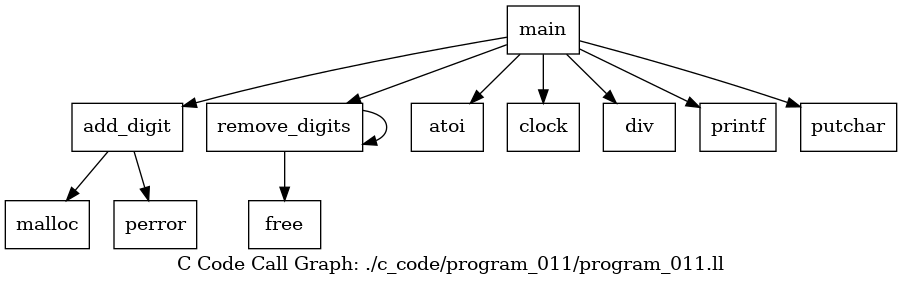 main
add_digit
remove_digits
atoi
clock
div
printf
putchar
malloc
perror
free
C Code Call Graph: ./c_code/program_011/program_011.ll